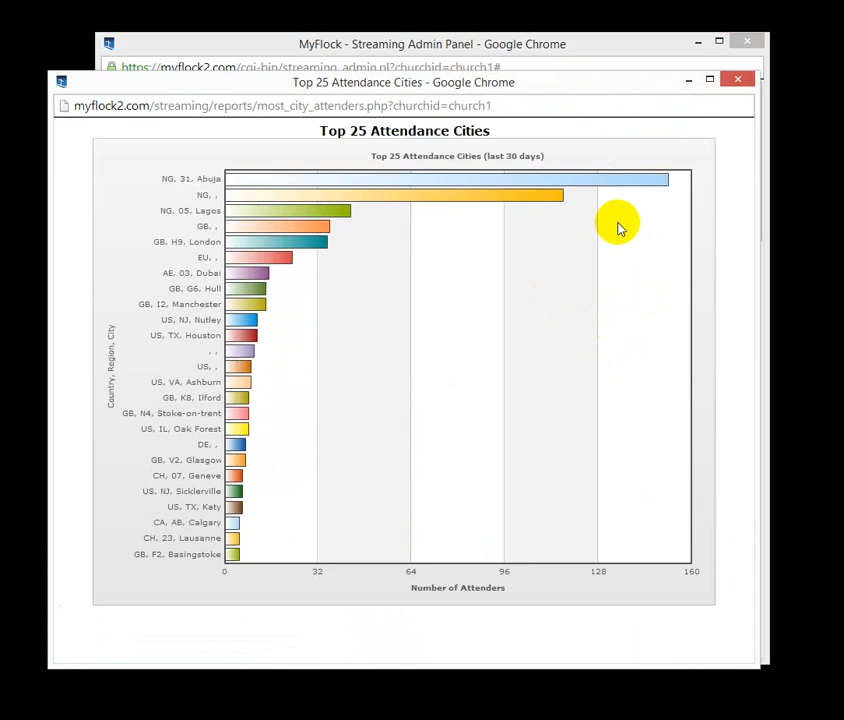 MyFlock - Streaming Admin Panel - Google Chrome
https://myflock2.com/cgi-bin/streaming_admin.pl?churchid=church1#
Top 25 Attendance Cities - Google Chrome
myflock2.com/streaming/reports/most_city_attenders.php?churchid=church1
Top 25 Attendance Cities
Top 25 Attendance Cities (last 30 days)
NG, 31, Abuja
NG, ,
NG, 05, Lagos
GB, ,
GB, H9, London
EU, ,
AE, 03, Dubai
GB, G6, Hull
GB, I2, Manchester
US, NJ, Nutley
US, TX, Houston
, ,
US, ,
US, VA, Ashburn
GB, K8, Ilford
GB, N4, Stoke-on-trent
US, IL, Oak Forest
DE, ,
GB, V2, Glasgow
CH, 07, Geneve
US, NJ, Sicklerville
US, TX, Katy
CA, AB, Calgary
CH, 23, Lausanne
GB, F2, Basingstoke
Country, Region, City
0 32 64 96 128 160
Number of Attenders